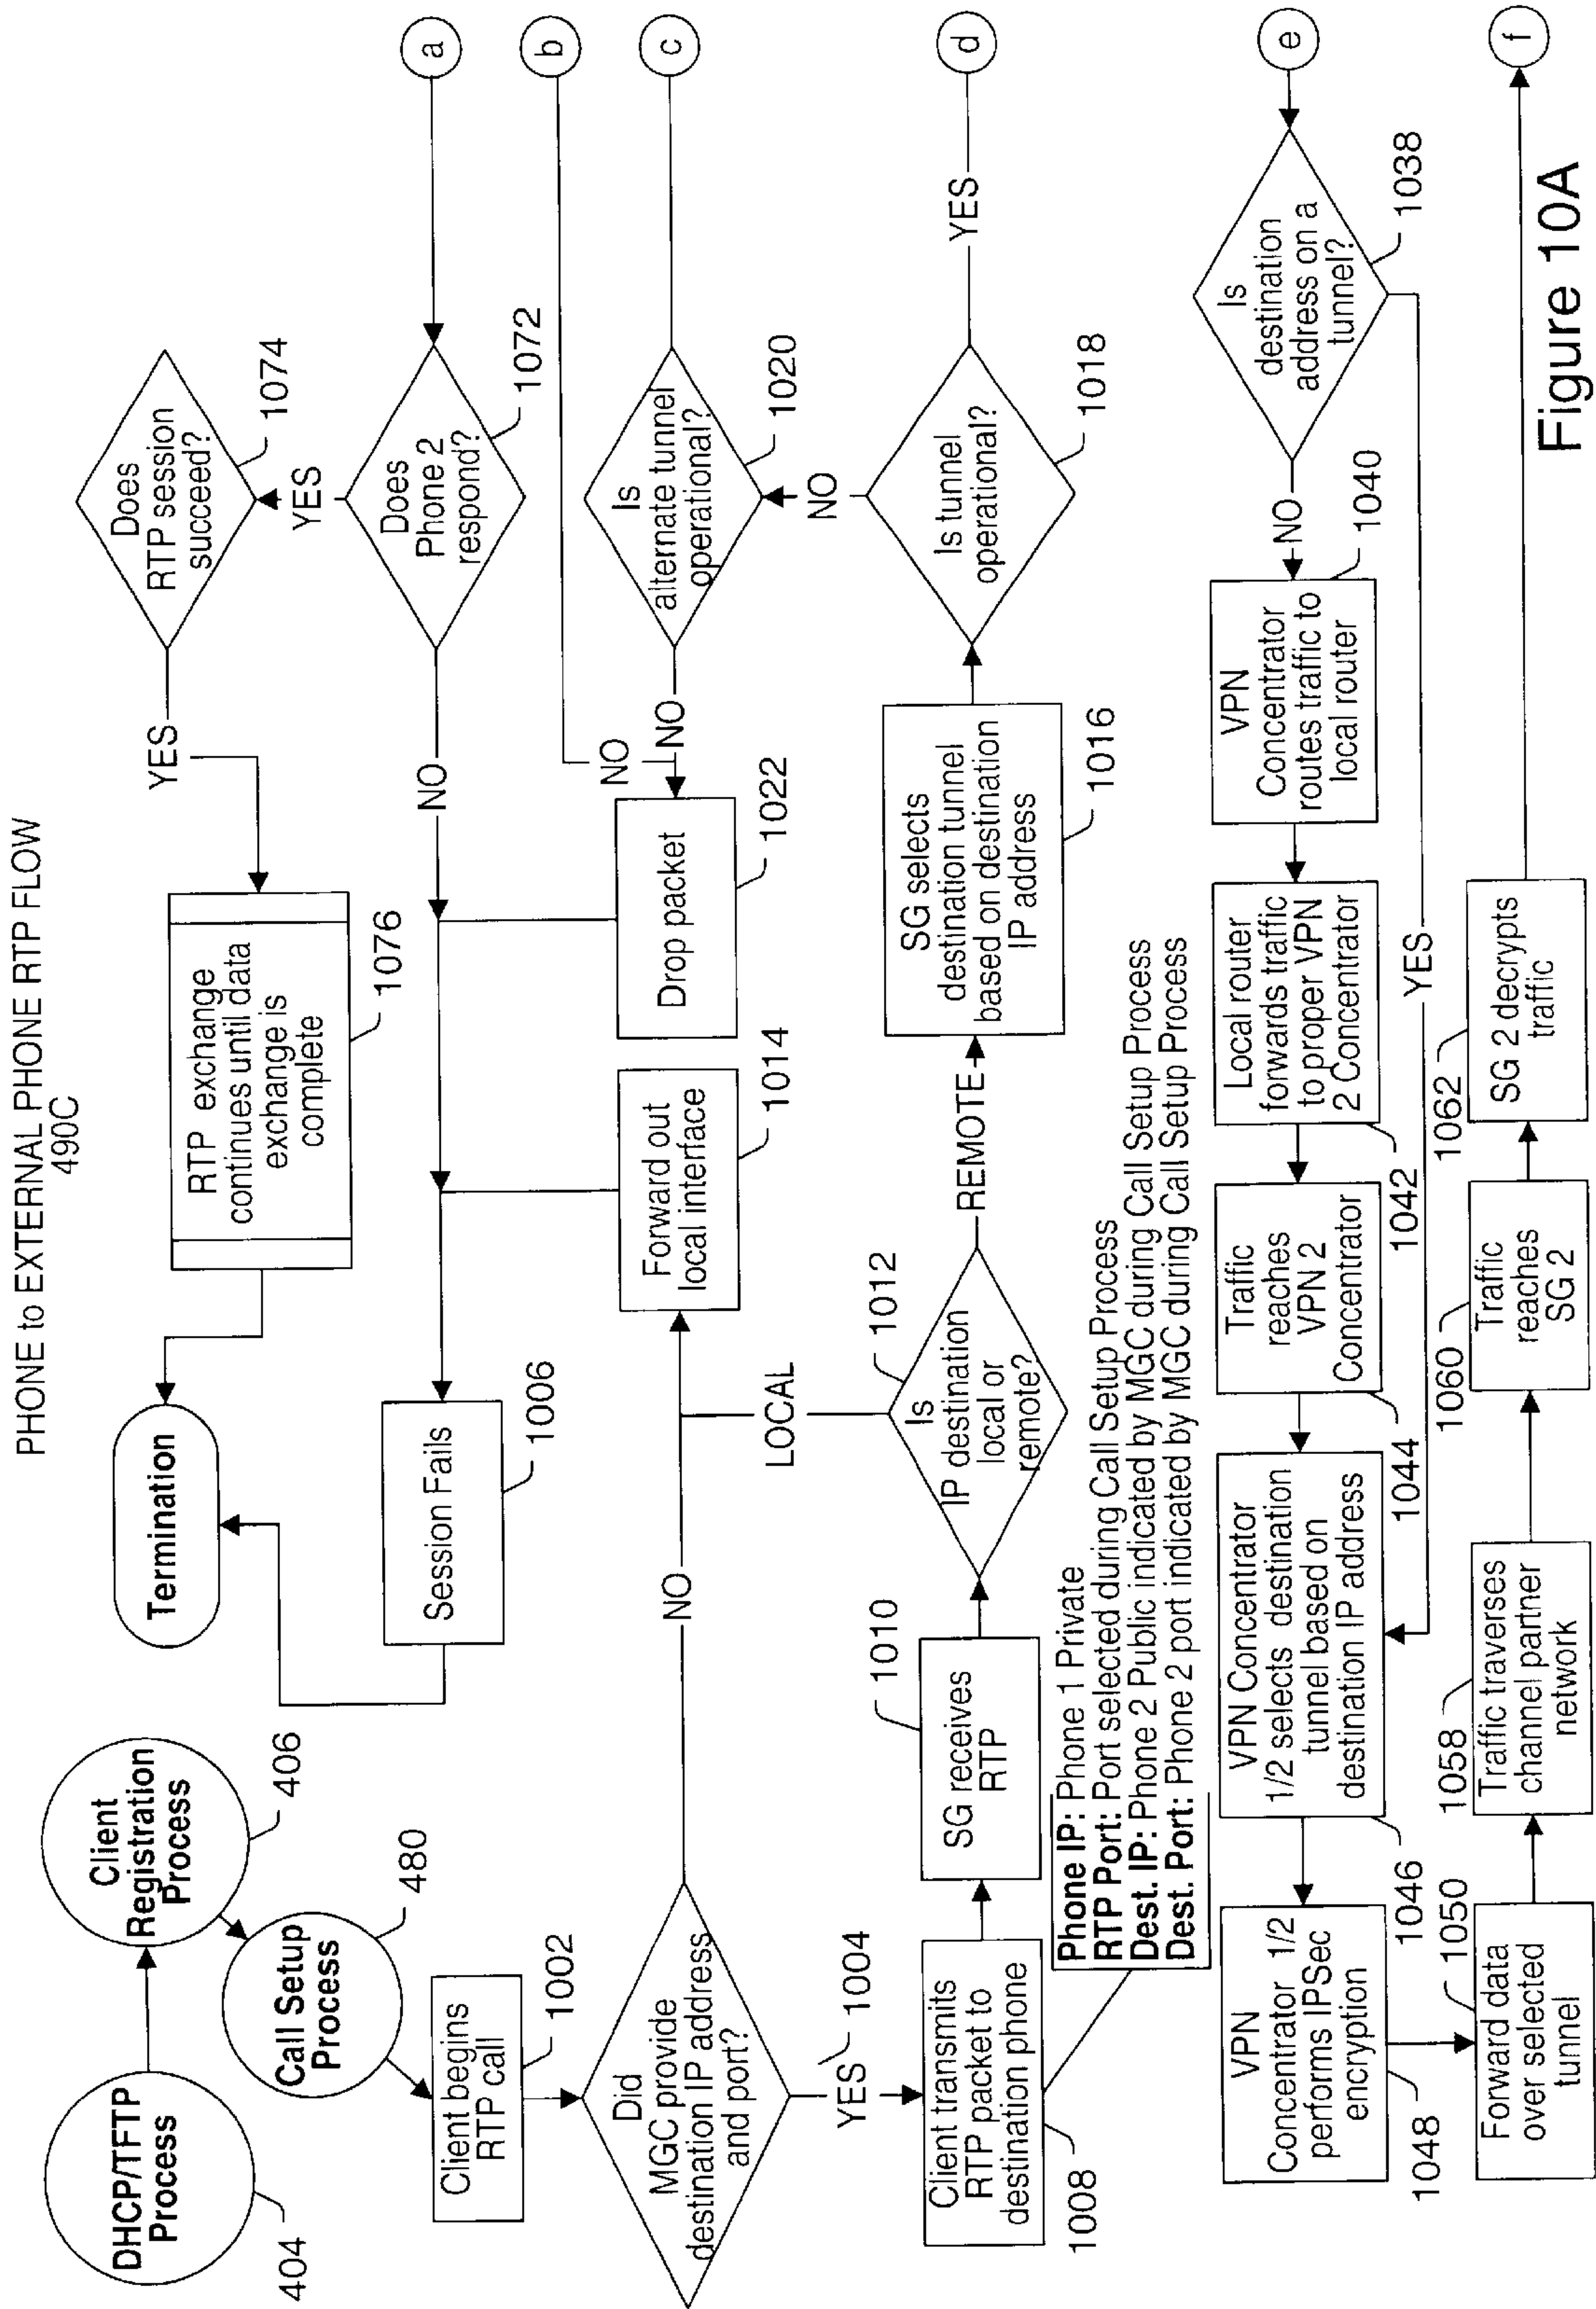 PHONE to EXTERNAL PHONE RTP FLOW
490C
DHCP/TFTP
Process
404
Client
Registration
Process
406
Call Setup
Process
480
Client begins
RTP call
1002
Did
MGC provide
destination IP address
and port?
NO
YES
1004
Termination
Session Fails
1006
RTP exchange
continues until data
exchange is
complete
1076
YES
Does
RTP session
succeed?
1074
YES
Does
Phone 2
respond?
1072
NO
a
b
NO
c
Is
alternate tunnel
operational?
1020
NO
Drop packet
1022
Forward out
local interface
1014
LOCAL
Client transmits
RTP packet to
destination phone
1008
SG receives
RTP
1010
Is
IP destination
local or
remote?
1012
REMOTE
SG selects
destination tunnel
based on destination
IP address
1016
Is tunnel
operational?
1018
NO
YES
d
Phone IP: Phone 1 Private
RTP Port: Port selected during Call Setup Process
Dest. IP: Phone 2 Public indicated by MGC during Call Setup Process
Dest. Port: Phone 2 port indicated by MGC during Call Setup Process
e
Is
destination
address on a
tunnel?
1038
NO
YES
VPN
Concentrator
routes traffic to
local router
1040
Local router
forwards traffic
to proper VPN
2 Concentrator
1042
Traffic
reaches
VPN 2
Concentrator
1044
VPN Concentrator
1/2 selects destination
tunnel based on
destination IP address
1046
VPN
Concentrator 1/2
performs IPSec
encryption
1048
Forward data
over selected
tunnel
1050
Traffic traverses
channel partner
network
1058
Traffic
reaches
SG 2
1060
SG 2 decrypts
traffic
1062
f
Figure 10A